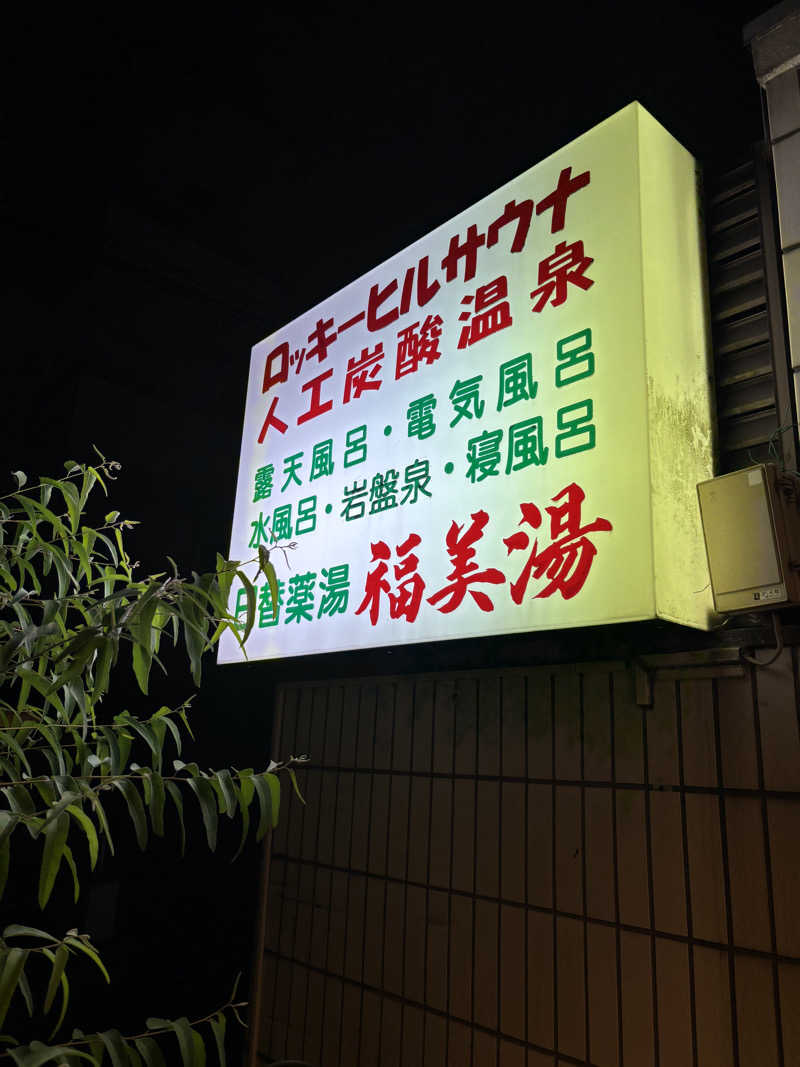 ロッキーヒルサウナ
人工炭酸温泉
露天風呂・電気風呂
水風呂・岩盤泉・寝風呂
日替薬湯 福美湯